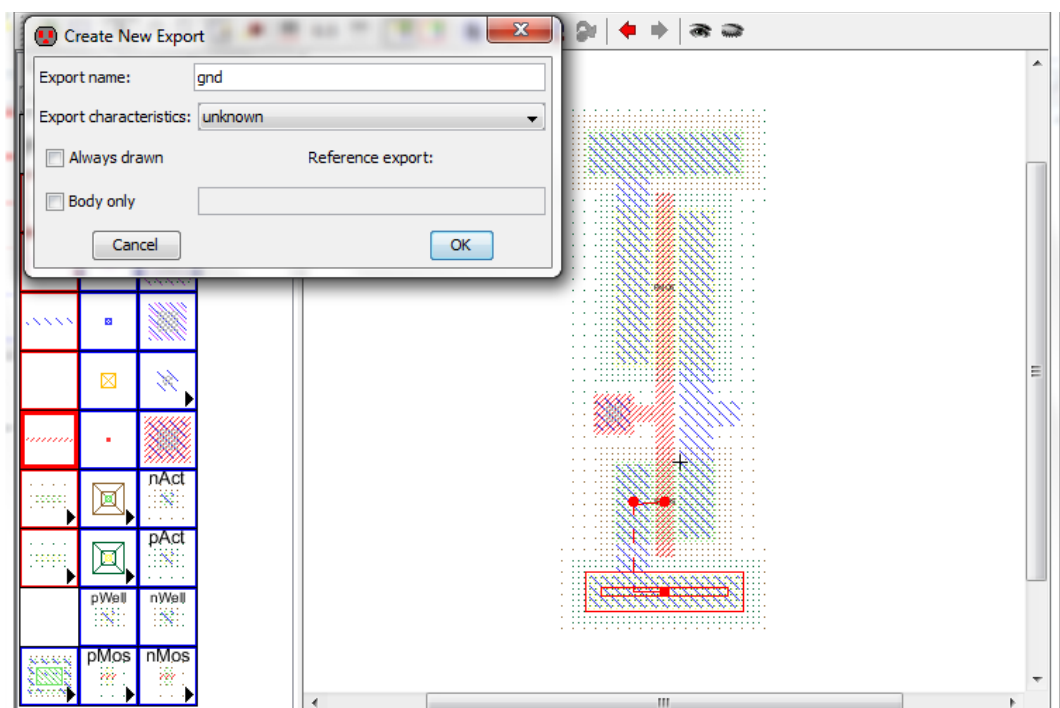 Create New Export
Export name: gnd
Export characteristics: unknown
Always drawn Reference export:
Body only
Cancel OK
nAct
pAct
pWell nWell
pMos nMos